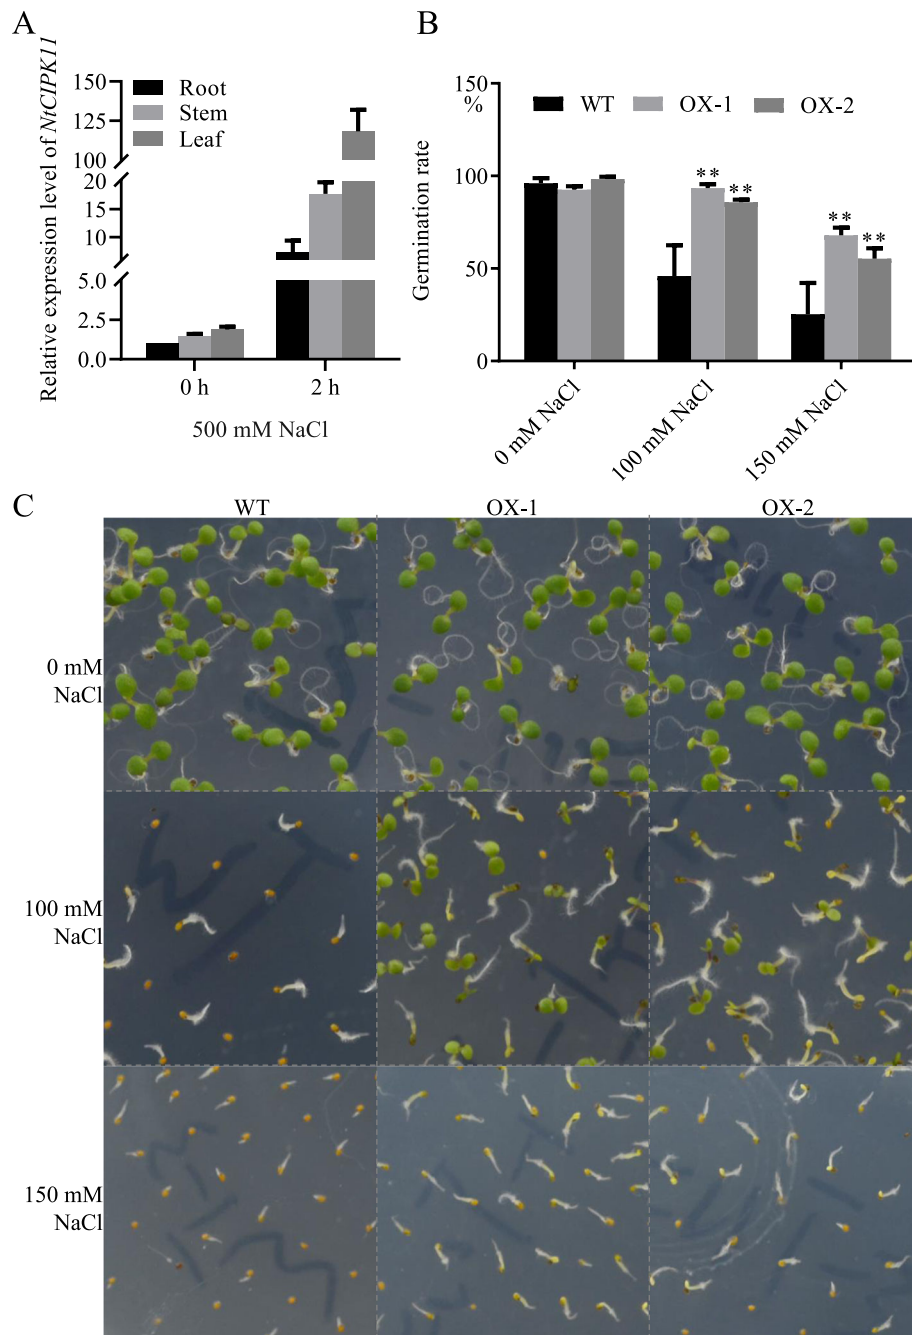 A
Relative expression level of NtCIPK11
150
125
100
20
10
5.0
2.5
0.0
Root
Stem
Leaf
0 h
2 h
500 mM NaCl
B
Germination rate
150
%
100
50
0
WT
OX-1
OX-2
**
**
**
**
0 mM NaCl
100 mM NaCl
150 mM NaCl
C
WT
OX-1
OX-2
0 mM
NaCl
100 mM
NaCl
150 mM
NaCl
WT